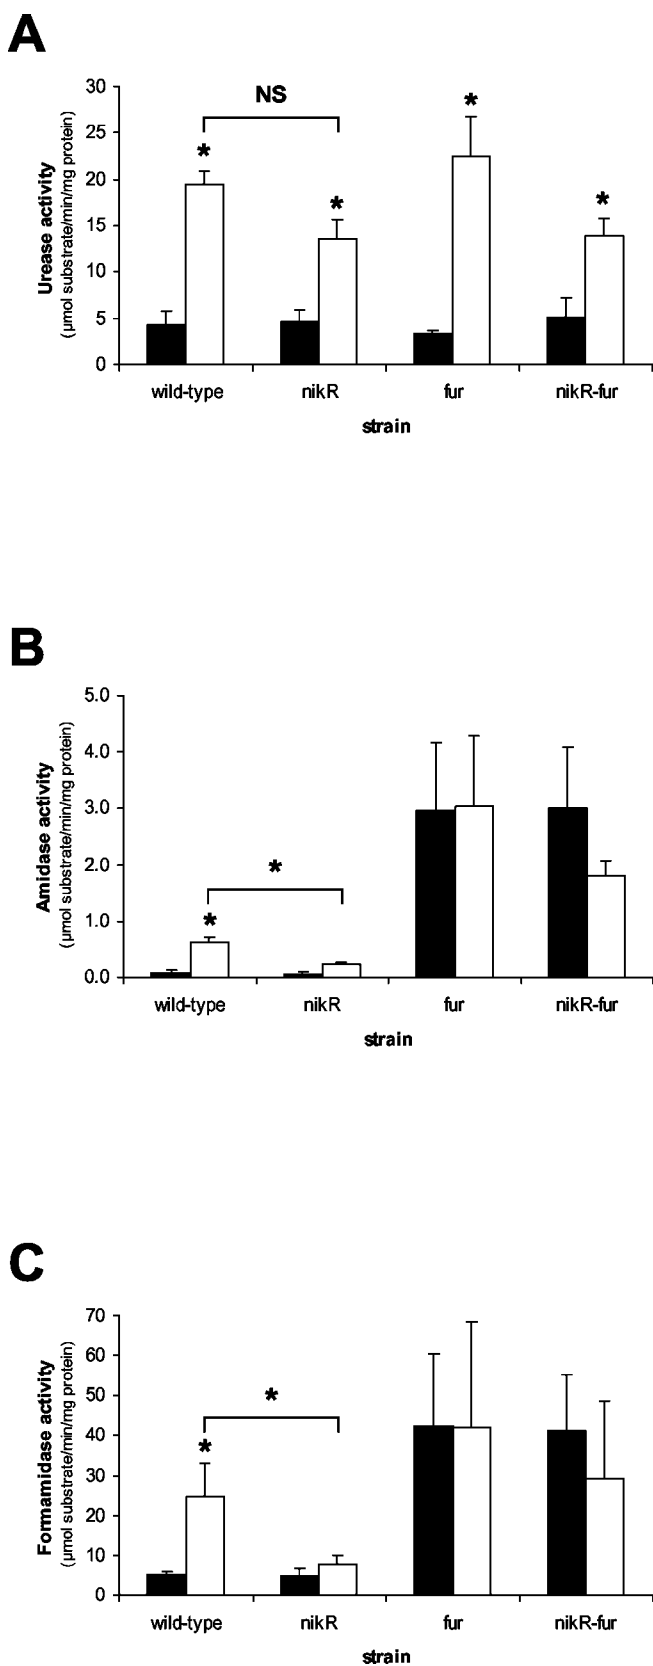 A
Urease activity
(µmol substrate/min/mg protein)
30
25
20
15
10
5
0
NS
*
*
*
*
wild-type nikR fur nikR-fur
strain
B
Amidase activity
(µmol substrate/min/mg protein)
5.0
4.0
3.0
2.0
1.0
0.0
*
*
wild-type nikR fur nikR-fur
strain
C
Formamidase activity
(µmol substrate/min/mg protein)
70
60
50
40
30
20
10
0
*
*
wild-type nikR fur nikR-fur
strain